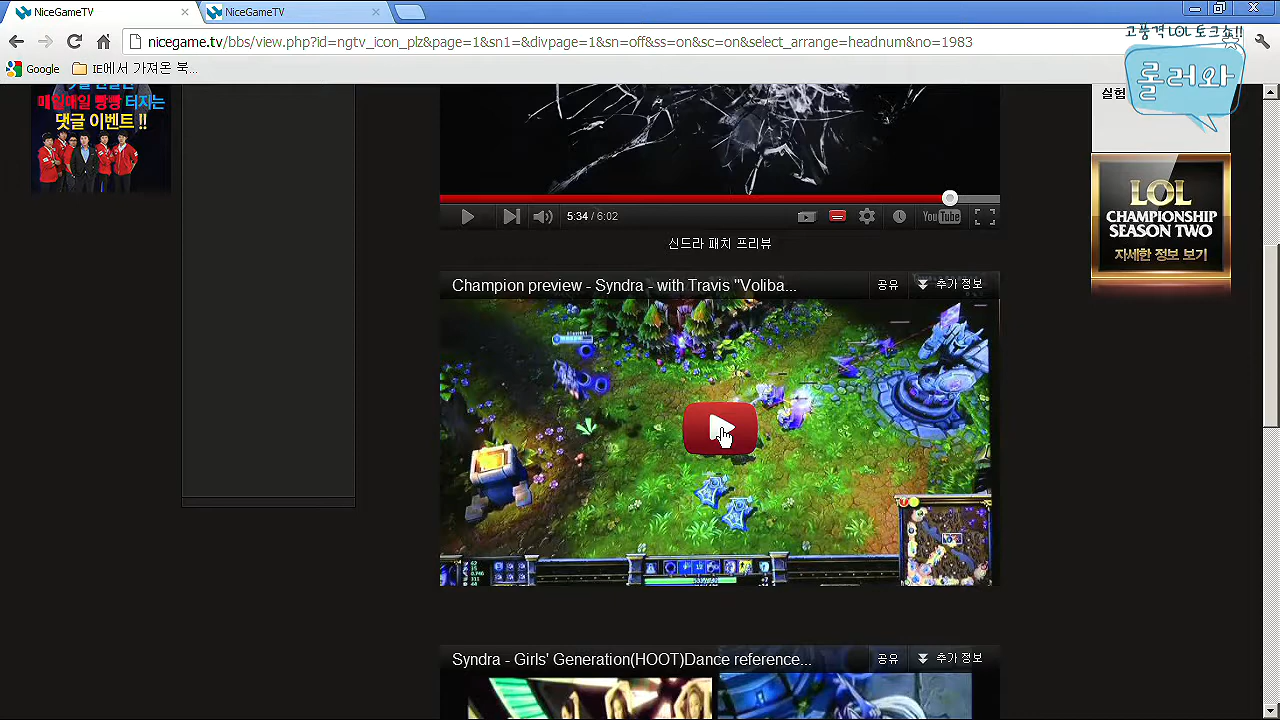 NiceGameTV
NiceGameTV
nicegame.tv/bbs/view.php?id=ngtv_icon_plz&page=1&sn1=&divpage=1&sn=off&ss=on&sc=on&select_arrange=headnum&no=1983
고품격 LOL 토크쇼!!
롤러와
Google
IE에서 가져온 북...
매일매일 빵빵 터지는
댓글 이벤트 !!
실험
5:34 / 6:02
YouTube
신드라 패치 프리뷰
LOL
CHAMPIONSHIP
SEASON TWO
자세한 정보 보기
Champion preview - Syndra - with Travis "Voliba...
공유
추가 정보
Syndra - Girls' Generation(HOOT)Dance reference...
공유
추가 정보